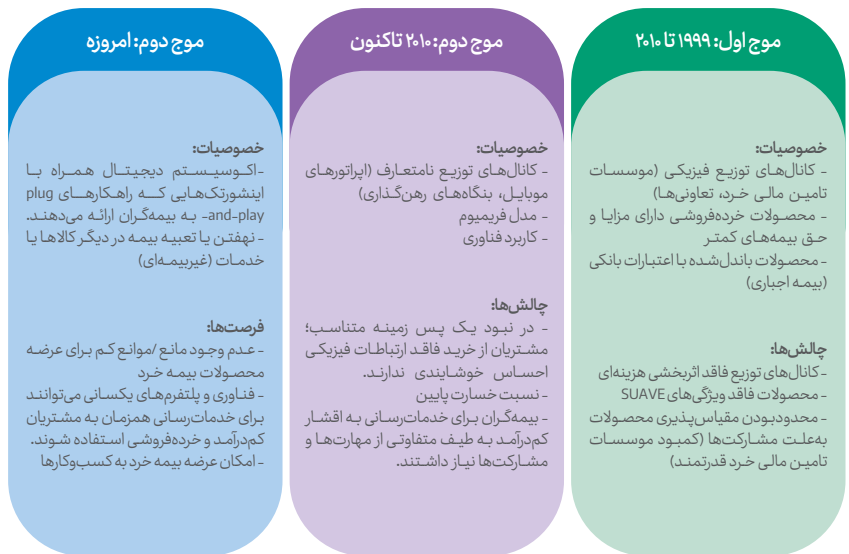 موج اول: ۱۹۹۹ تا ۲۰۱۰
خصوصیات:
- کانال‌های توزیع فیزیکی (موسسات
تامین مالی خرد، تعاونی‌ها)
- محصولات خرده‌فروشی دارای مزایا و
حق بیمه‌های کمتر
- محصولات باندل‌شده با اعتبارات بانکی
(بیمه اجباری)
چالش‌ها:
- کانال‌های توزیع فاقد اثربخشی هزینه‌ای
- محصولات فاقد ویژگی‌های SUAVE
- محدودبودن مقیاس‌پذیری محصولات
به‌علت مشارکت‌ها (کمبود موسسات
تامین مالی خرد قدرتمند)
موج دوم: ۲۰۱۰ تاکنون
خصوصیات:
- کانال‌های توزیع نامتعارف (اپراتورهای
موبایل، بنگاه‌های رهن‌گذاری)
- مدل فریمیوم
- کاربرد فناوری
چالش‌ها:
- در نبود یک پس زمینه متناسب؛
مشتریان از خرید فاقد ارتباطات فیزیکی
احساس خوشایندی ندارند.
- نسبت خسارت پایین
- بیمه‌گران برای خدمات‌رسانی به اقشار
کم‌درآمد به طیف متفاوتی از مهارت‌ها و
مشارکت‌ها نیاز داشتند.
موج دوم: امروزه
خصوصیات:
-اکوسیستم دیجیتال همراه با
اینشورتک‌هایی که راهکارهای plug
-and-play به بیمه‌گران ارائه می‌دهند.
- نهفتن یا تعبیه بیمه در دیگر کالاها یا
خدمات (غیربیمه‌ای)
فرصت‌ها:
- عدم وجود مانع /موانع کم برای عرضه
محصولات بیمه خرد
- فناوری و پلتفرم‌های یکسانی می‌توانند
برای خدمات‌رسانی همزمان به مشتریان
کم‌درآمد و خرده‌فروشی استفاده شوند.
- امکان عرضه بیمه خرد به کسب‌وکارها